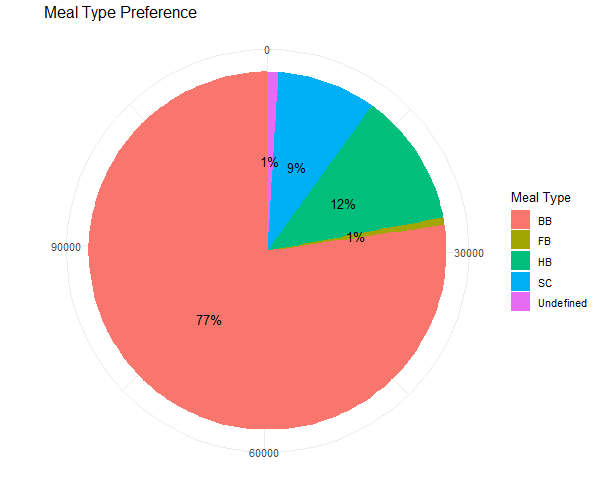 Meal Type Preference
0
1%
9%
12%
1%
90000
30000
77%
60000
Meal Type
BB
FB
HB
SC
Undefined